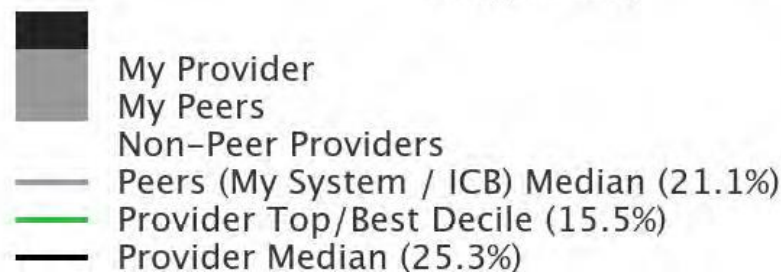 My Provider
My Peers
Non-Peer Providers
Peers (My System / ICB) Median (21.1%)
Provider Top/Best Decile (15.5%)
Provider Median (25.3%)